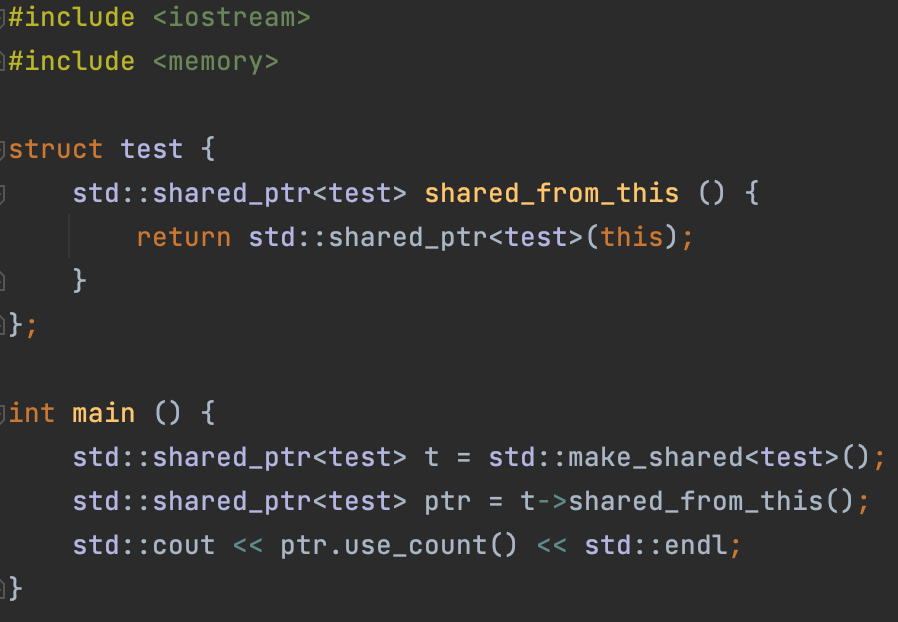 #include <iostream>
#include <memory>
struct test {
std::shared_ptr<test> shared_from_this () {
return std::shared_ptr<test>(this);
}
};
int main () {
std::shared_ptr<test> t = std::make_shared<test>();
std::shared_ptr<test> ptr = t->shared_from_this();
std::cout << ptr.use_count() << std::endl;
}